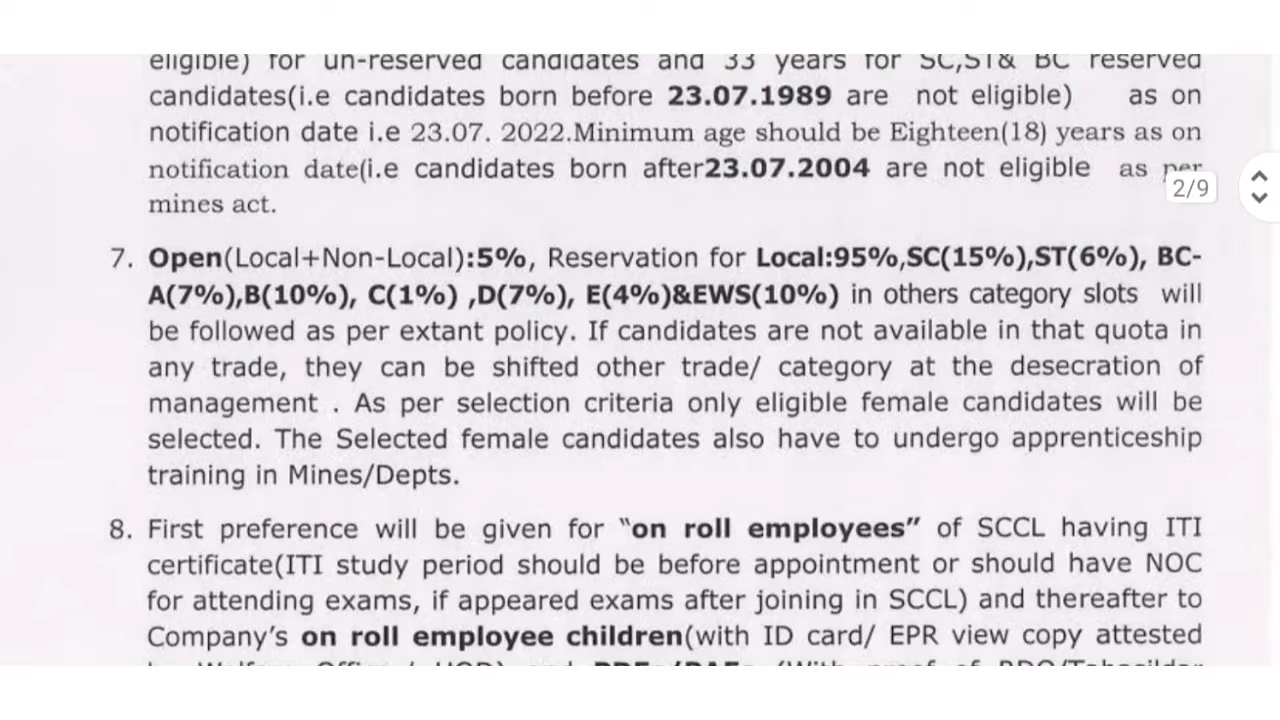 eligible) for un-reserved candidates and 33 years for SC,ST& BC reserved
candidates(i.e candidates born before 23.07.1989 are not eligible) as on
notification date i.e 23.07. 2022.Minimum age should be Eighteen(18) years as on
notification date(i.e candidates born after23.07.2004 are not eligible as per
2/9
mines act.
7. Open(Local+Non-Local):5%, Reservation for Local:95%,SC(15%),ST(6%), BC-
A(7%),B(10%), C(1%) ,D(7%), E(4%)&EWS(10%) in others category slots will
be followed as per extant policy. If candidates are not available in that quota in
any trade, they can be shifted other trade/ category at the desecration of
management . As per selection criteria only eligible female candidates will be
selected. The Selected female candidates also have to undergo apprenticeship
training in Mines/Depts.
8. First preference will be given for "on roll employees" of SCCL having ITI
certificate(ITI study period should be before appointment or should have NOC
for attending exams, if appeared exams after joining in SCCL) and thereafter to
Company's on roll employee children(with ID card/ EPR view copy attested